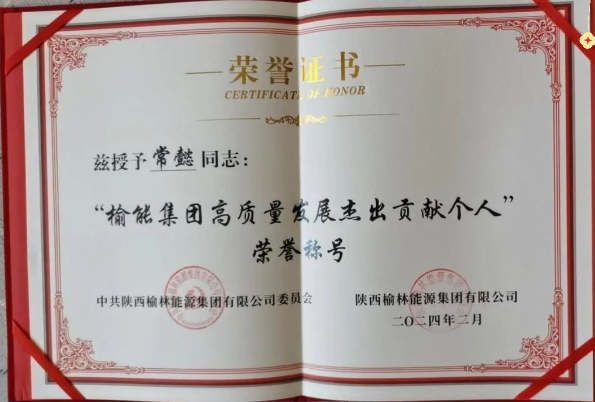 荣誉证书
CERTIFICATE OF HONOR
兹授予常懿同志：
“榆能集团高质量发展杰出贡献个人”
荣誉称号
中共陕西榆林能源集团有限公司委员会
陕西榆林能源集团有限公司
二〇二四年二月